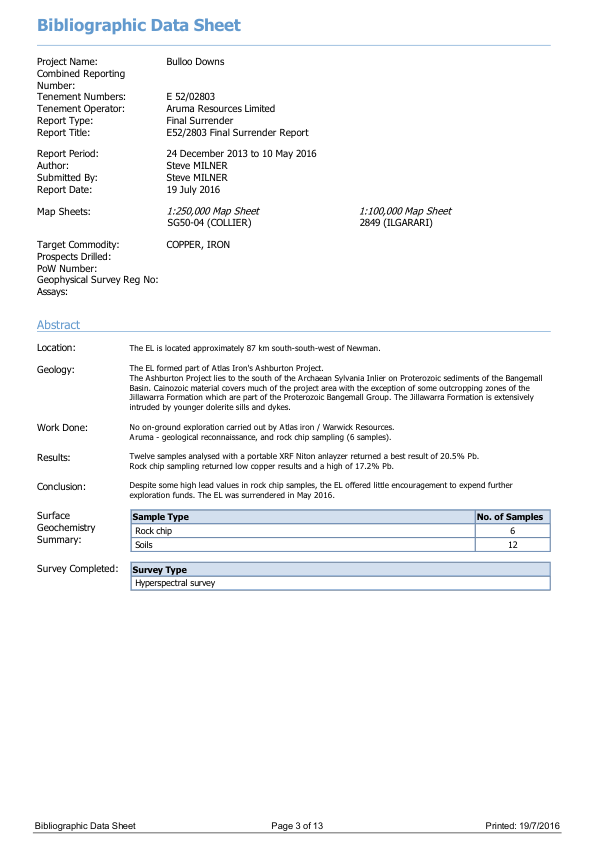 Bibliographic Data Sheet
Project Name: Bulloo Downs
Combined Reporting
Number:
Tenement Numbers: E 52/02803
Tenement Operator: Aruma Resources Limited
Report Type: Final Surrender
Report Title: E52/2803 Final Surrender Report
Report Period: 24 December 2013 to 10 May 2016
Author: Steve MILNER
Submitted By: Steve MILNER
Report Date: 19 July 2016
Map Sheets: 1:250,000 Map Sheet 1:100,000 Map Sheet
SG50-04 (COLLIER) 2849 (ILGARARI)
Target Commodity: COPPER, IRON
Prospects Drilled:
PoW Number:
Geophysical Survey Reg No:
Assays:
Abstract
Location: The EL is located approximately 87 km south-south-west of Newman.
Geology: The EL formed part of Atlas Iron's Ashburton Project.
The Ashburton Project lies to the south of the Archaean Sylvania Inlier on Proterozoic sediments of the Bangemall
Basin. Cainozoic material covers much of the project area with the exception of some outcropping zones of the
Jillawarra Formation which are part of the Proterozoic Bangemall Group. The Jillawarra Formation is extensively
intruded by younger dolerite sills and dykes.
Work Done: No on-ground exploration carried out by Atlas iron / Warwick Resources.
Aruma - geological reconnaissance, and rock chip sampling (6 samples).
Results: Twelve samples analysed with a portable XRF Niton anlayzer returned a best result of 20.5% Pb.
Rock chip sampling returned low copper results and a high of 17.2% Pb.
Conclusion: Despite some high lead values in rock chip samples, the EL offered little encouragement to expend further
exploration funds. The EL was surrendered in May 2016.
Surface
Geochemistry
Summary:
Sample Type No. of Samples
Rock chip 6
Soils 12
Survey Completed: Survey Type
Hyperspectral survey
Bibliographic Data Sheet Page 3 of 13 Printed: 19/7/2016